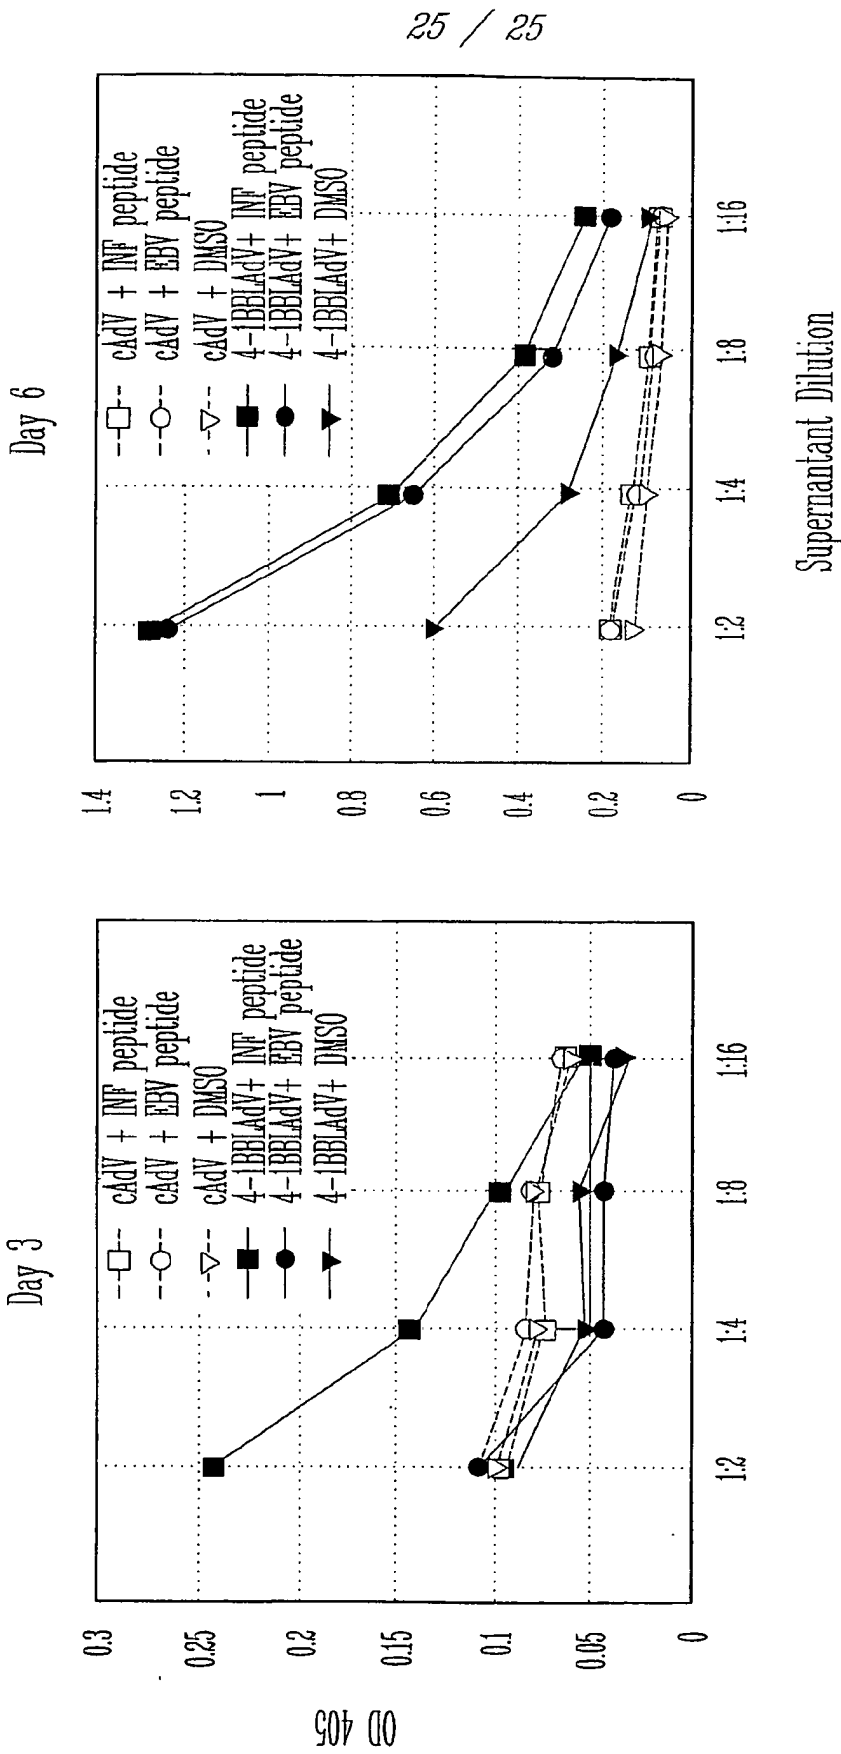 25 / 25
Day 3
cAdV + INF peptide
cAdV + EBV peptide
cAdV + DMSO
4-1BBLAdV+ INF peptide
4-1BBLAdV+ EBV peptide
4-1BBLAdV+ DMSO
OD 405
0.3
0.25
0.2
0.15
0.1
0.05
0
1:2
1:4
1:8
1:16
Day 6
cAdV + INF peptide
cAdV + EBV peptide
cAdV + DMSO
4-1BBLAdV+ INF peptide
4-1BBLAdV+ EBV peptide
4-1BBLAdV+ DMSO
1.4
1.2
1
0.8
0.6
0.4
0.2
0
1:2
1:4
1:8
1:16
Supernantant Dilution